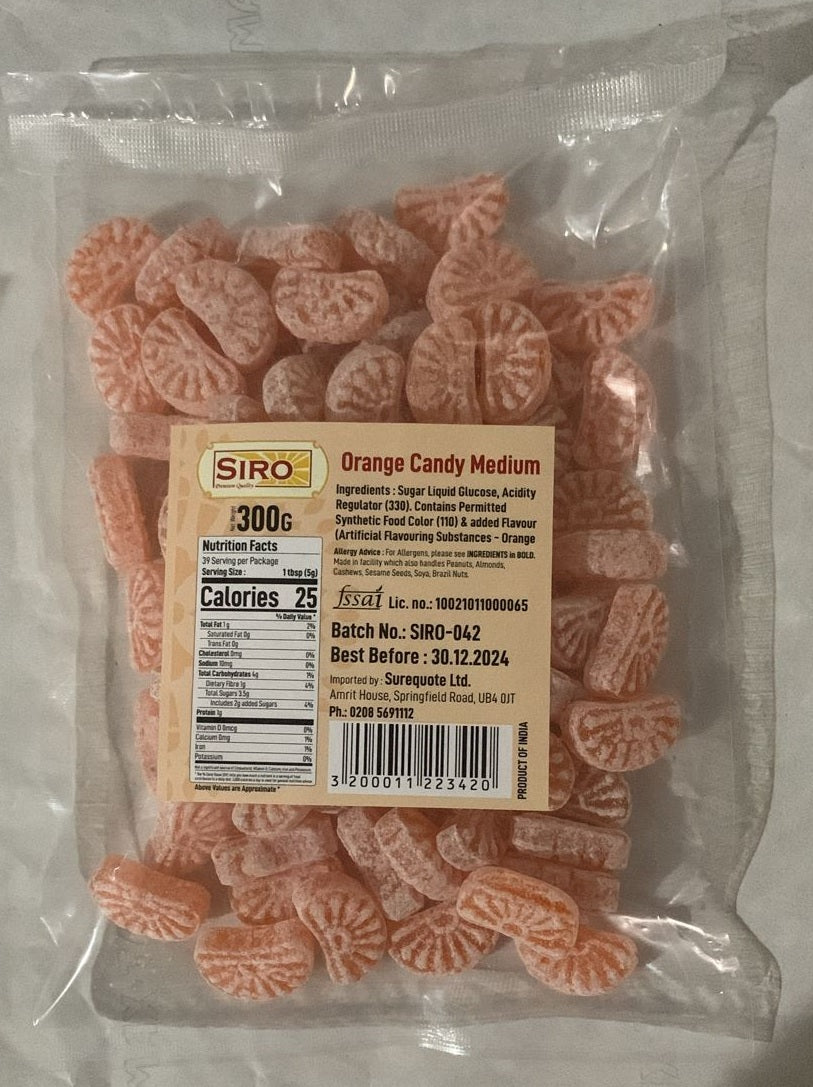 SIRO
Premium Quality
Net Weight
300G
Nutrition Facts
39 Serving per Package
Serving Size : 1 tbsp (5g)
Calories 25
% Daily Value *
Total Fat 1g 2%
Saturated Fat 0g 0%
Trans Fat 0g
Cholesterol 0mg 0%
Sodium 10mg 0%
Total Carbohydrates 4g 1%
Dietary Fibre 1g 4%
Total Sugars 3.5g
Includes 2g added Sugars 4%
Protein 1g
Vitamin D 0mcg 0%
Calcium 0mg 1%
Iron 1%
Potassium 0%
Above Values are Approximate *
Orange Candy Medium
Ingredients : Sugar Liquid Glucose, Acidity
Regulator (330). Contains Permitted
Synthetic Food Color (110) & added Flavour
(Artificial Flavouring Substances - Orange
Allergy Advice : For Allergens, please see INGREDIENTS in BOLD.
Made in facility which also handles Peanuts, Almonds,
Cashews, Sesame Seeds, Soya, Brazil Nuts.
fssai Lic. no.: 10021011000065
Batch No.: SIRO-042
Best Before : 30.12.2024
Imported by : Surequote Ltd.
Amrit House, Springfield Road, UB4 0JT
Ph.: 0208 5691112
3 200011 223420
PRODUCT OF INDIA